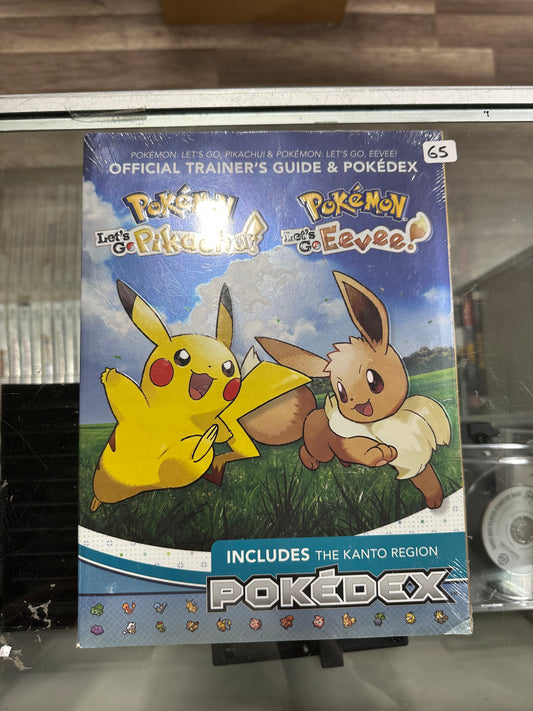 65
POKÉMON: LET'S GO, PIKACHU! & POKÉMON: LET'S GO, EEVEE!
OFFICIAL TRAINER'S GUIDE & POKÉDEX
POKéMON
Let's Go Pikachu!
POKéMON
Let's Go Eevee!
INCLUDES THE KANTO REGION
POKÉDEX